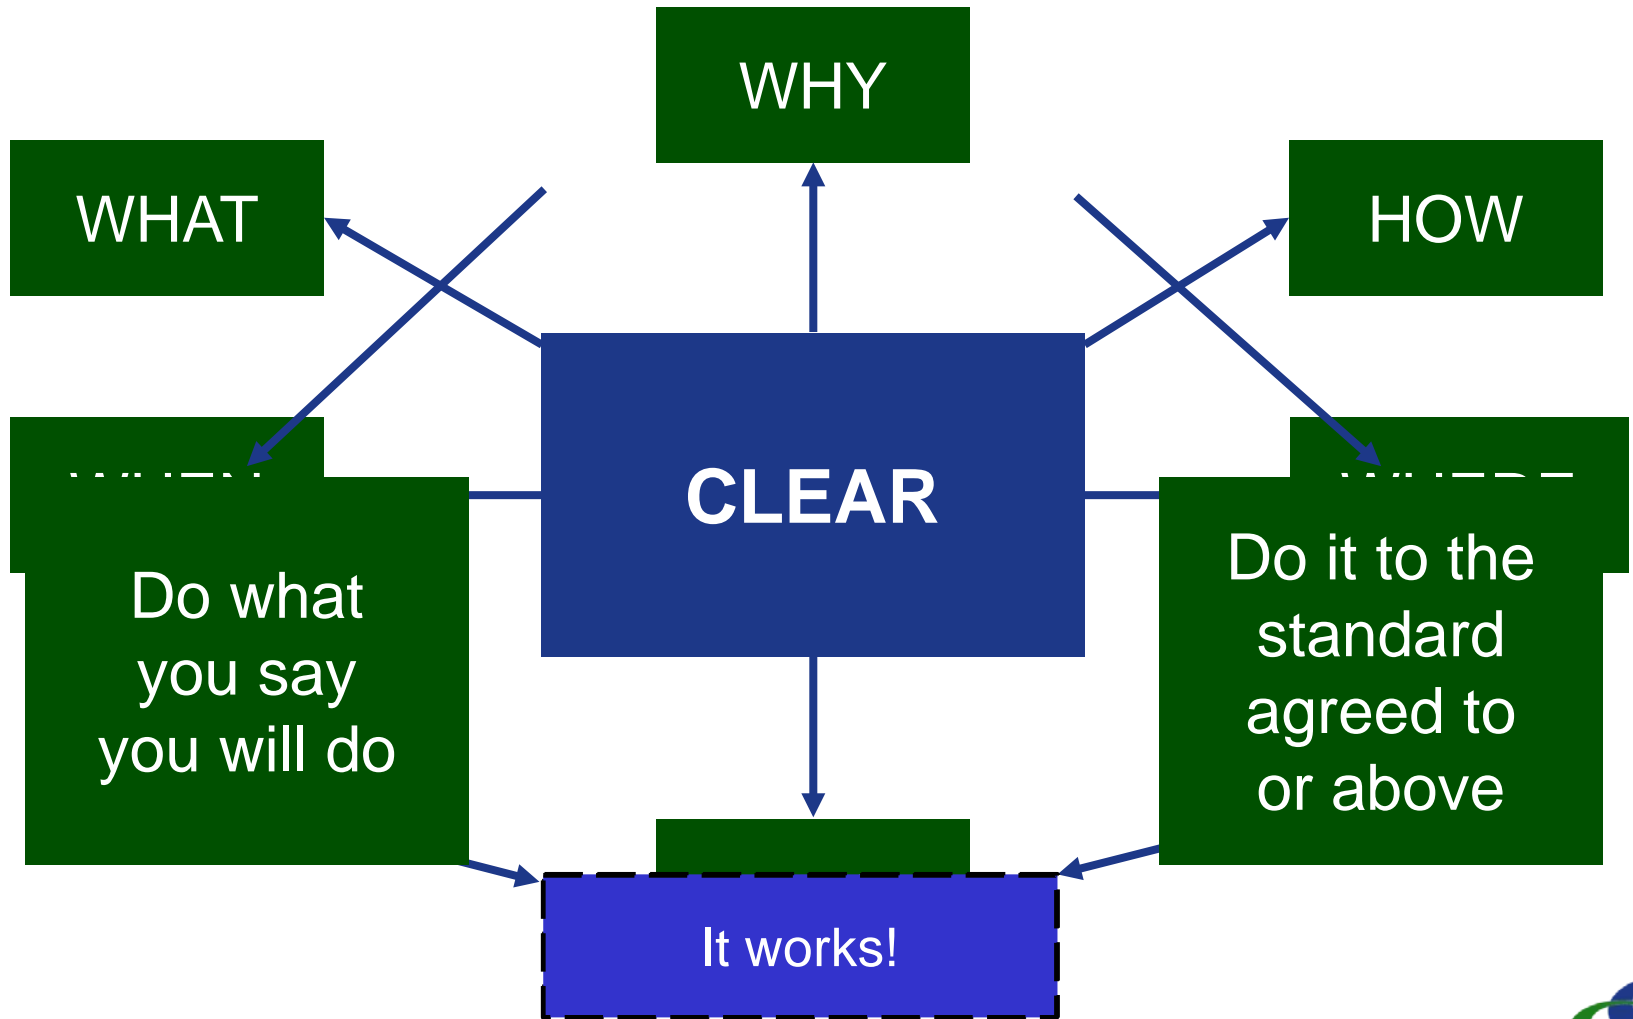 WHY
WHAT
HOW
CLEAR
Do what
you say
you will do
Do it to the
standard
agreed to
or above
It works!